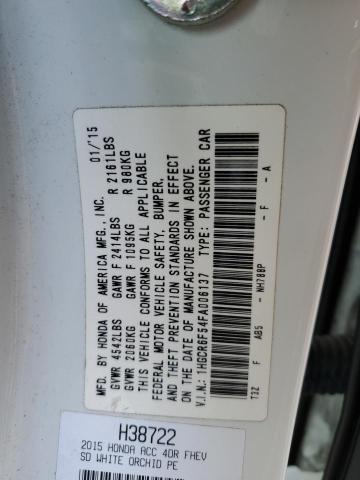 MFD. BY HONDA OF AMERICA MFG., INC. 01/'15
GVWR 4542LBS GAWR F 2414LBS R 2161LBS
GVWR 2060KG GAWR F 1095KG R 980KG
THIS VEHICLE CONFORMS TO ALL APPLICABLE
FEDERAL MOTOR VEHICLE SAFETY, BUMPER,
AND THEFT PREVENTION STANDARDS IN EFFECT
ON THE DATE OF MANUFACTURE SHOWN ABOVE.
V.I.N.: 1HGCR6F54FA006137 TYPE: PASSENGER CAR
T3Z F AB5 - NH788P - F - A
H38722
2015 HONDA ACC 4DR FHEV
SD WHITE ORCHID PE